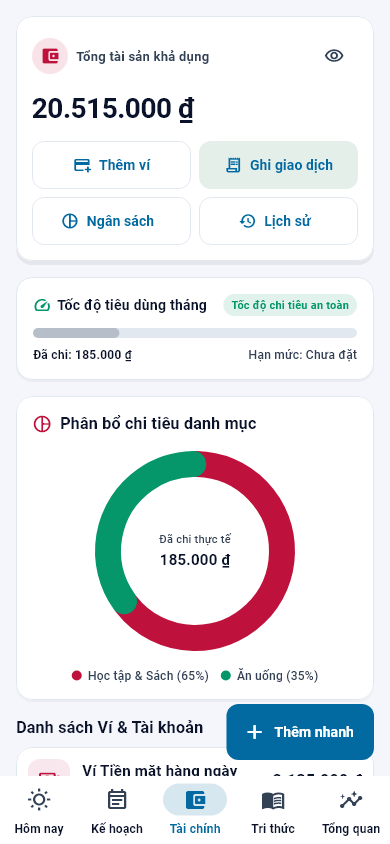 Tổng tài sản khả dụng
20.515.000 ₫
Thêm ví
Ghi giao dịch
Ngân sách
Lịch sử
Tốc độ tiêu dùng tháng
Tốc độ chi tiêu an toàn
Đã chi: 185.000 ₫
Hạn mức: Chưa đặt
Phân bổ chi tiêu danh mục
Đã chi thực tế
185.000 ₫
Học tập & Sách (65%)
Ăn uống (35%)
Danh sách Ví & Tài khoản
Thêm nhanh
Ví Tiền mặt hàng ngày
Hôm nay
Kế hoạch
Tài chính
Tri thức
Tổng quan